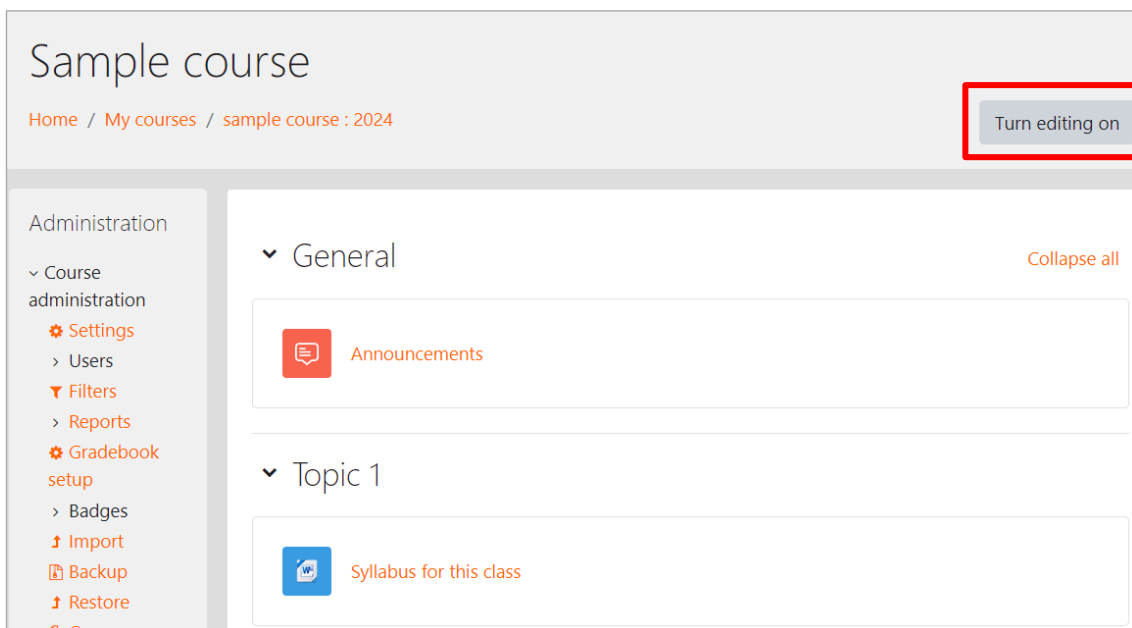 Sample course
Home / My courses / sample course : 2024
Turn editing on
Administration
Course
administration
Settings
Users
Filters
Reports
Gradebook
setup
Badges
Import
Backup
Restore
General
Collapse all
Announcements
Topic 1
Syllabus for this class